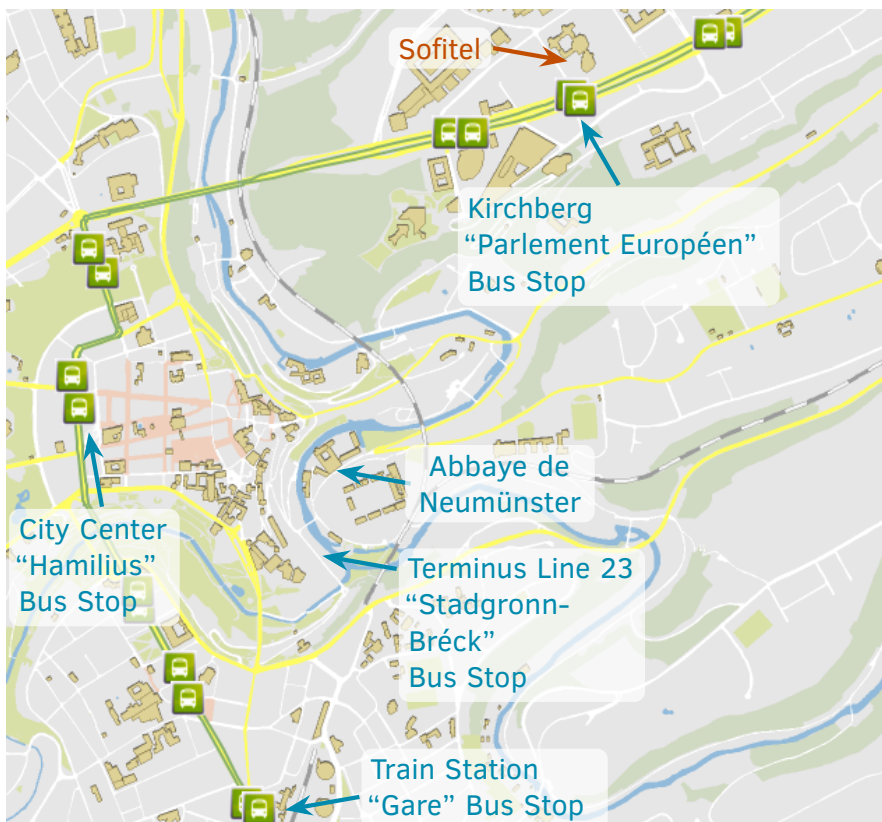 Sofitel
Kirchberg
“Parlement Européen”
Bus Stop
Abbaye de
Neumünster
City Center
“Hamilius”
Bus Stop
Terminus Line 23
“Stadgronn-
Bréck”
Bus Stop
Train Station
“Gare” Bus Stop